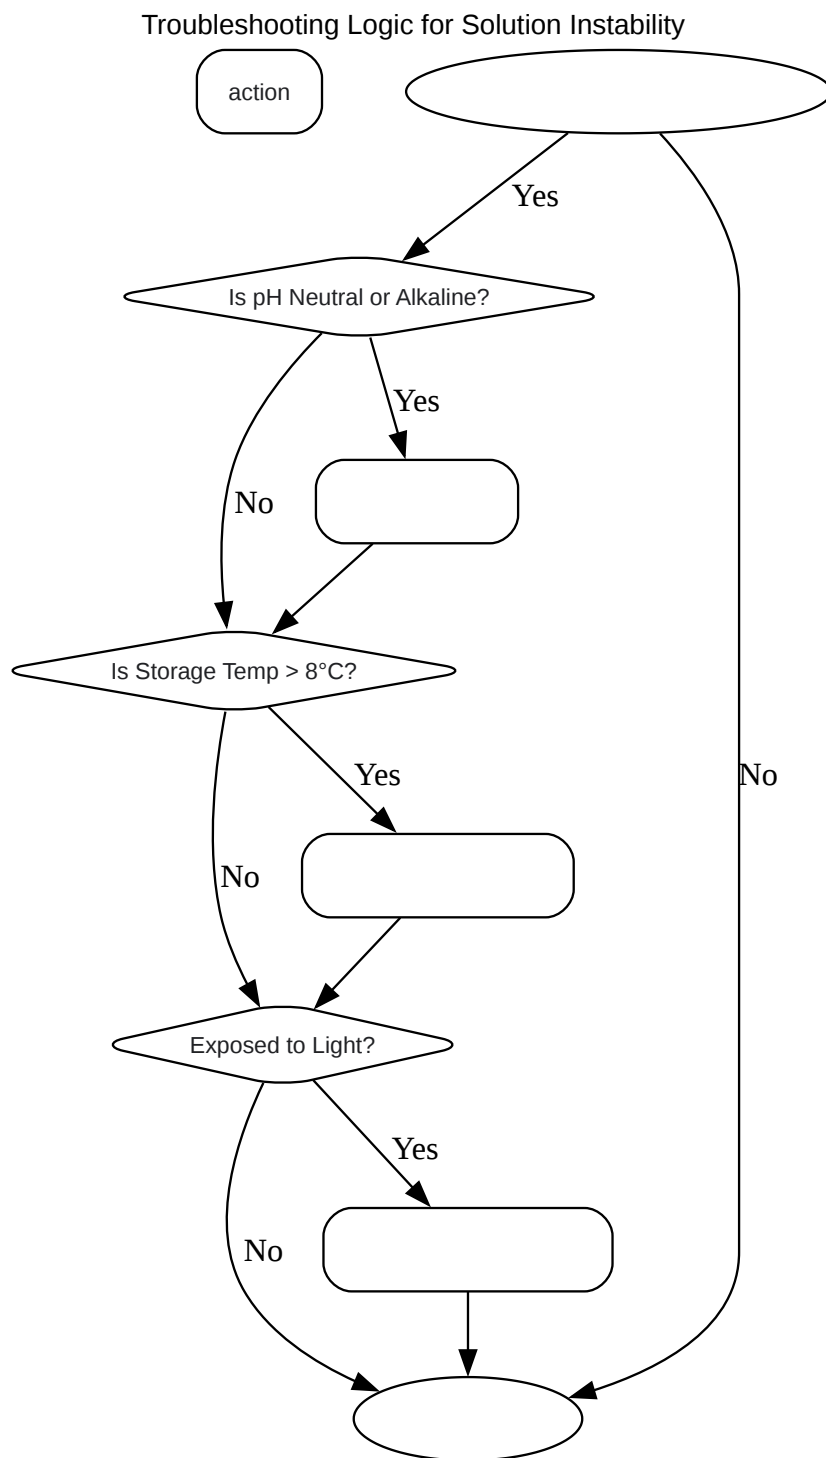 Troubleshooting Logic for Solution Instability
action
Yes
Is pH Neutral or Alkaline?
Yes
No
Is Storage Temp > 8°C?
Yes
No
No
Exposed to Light?
Yes
No